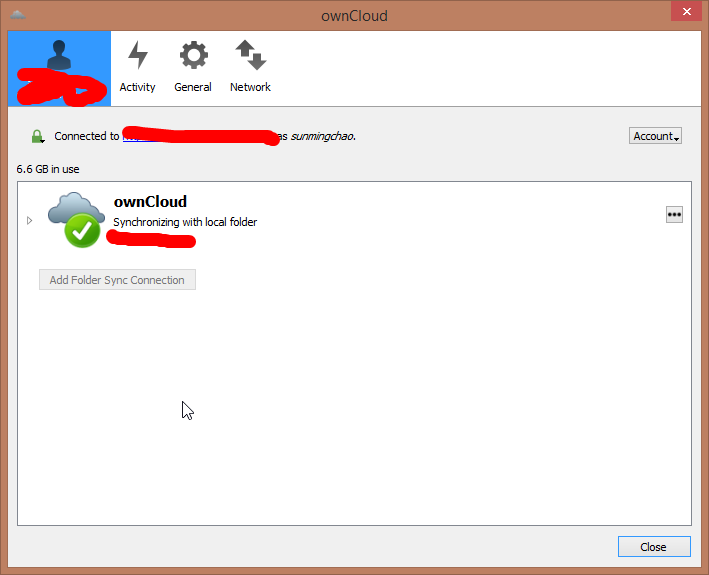 ownCloud
Activity
General
Network
Connected to
as sunmingchao.
Account
6.6 GB in use
ownCloud
Synchronizing with local folder
Add Folder Sync Connection
Close